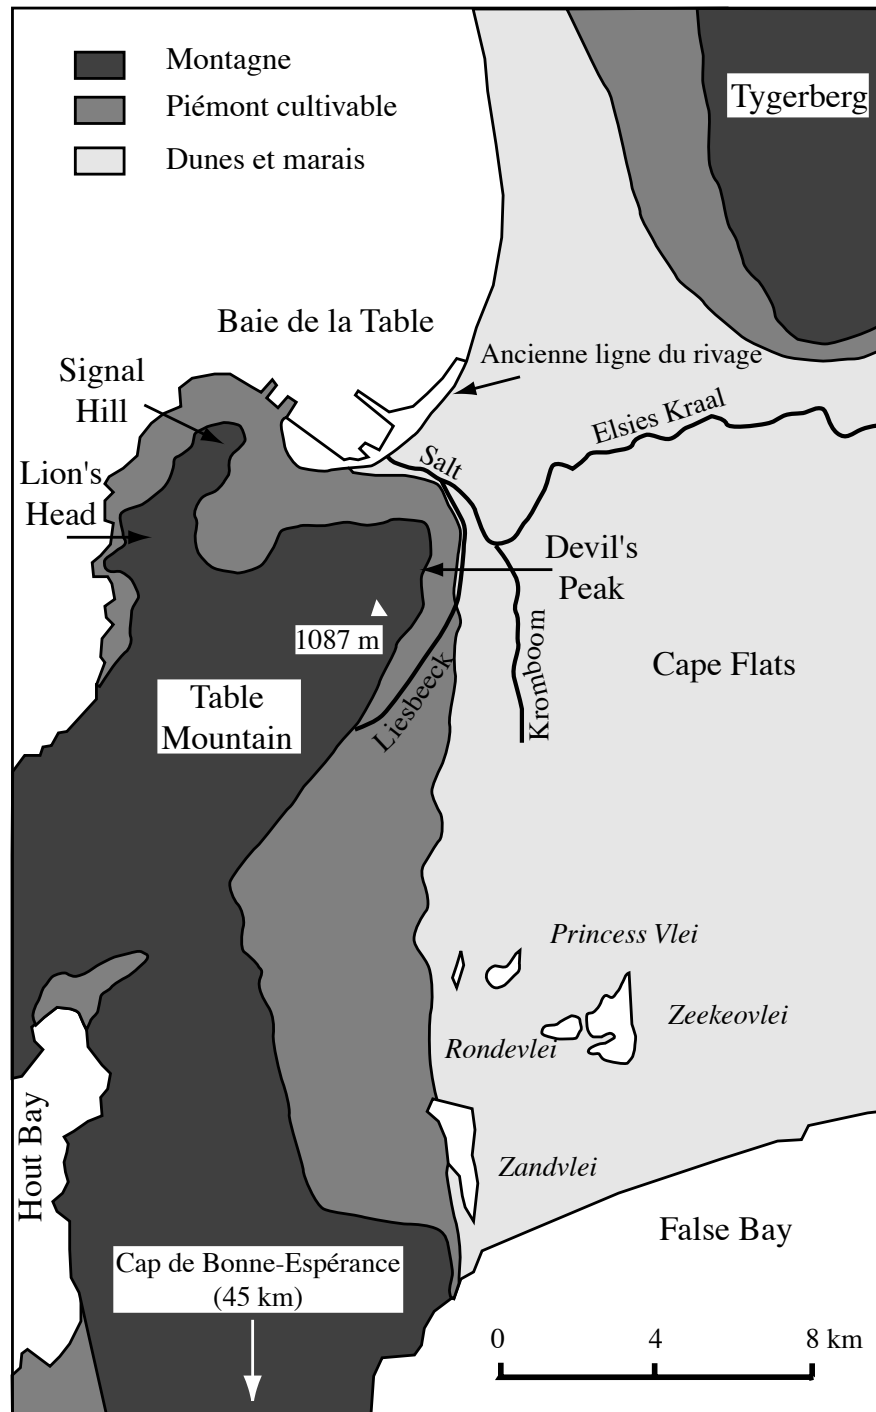 Montagne
Piémont cultivable
Dunes et marais
Tygerberg
Baie de la Table
Ancienne ligne du rivage
Signal
Hill
Elsies Kraal
Salt
Lion's
Head
Devil's
Peak
1087 m
Kromboom
Cape Flats
Liesbeeck
Table
Mountain
Princess Vlei
Zeekeovlei
Rondevlei
Hout Bay
Zandvlei
False Bay
Cap de Bonne-Espérance
(45 km)
0 4 8 km